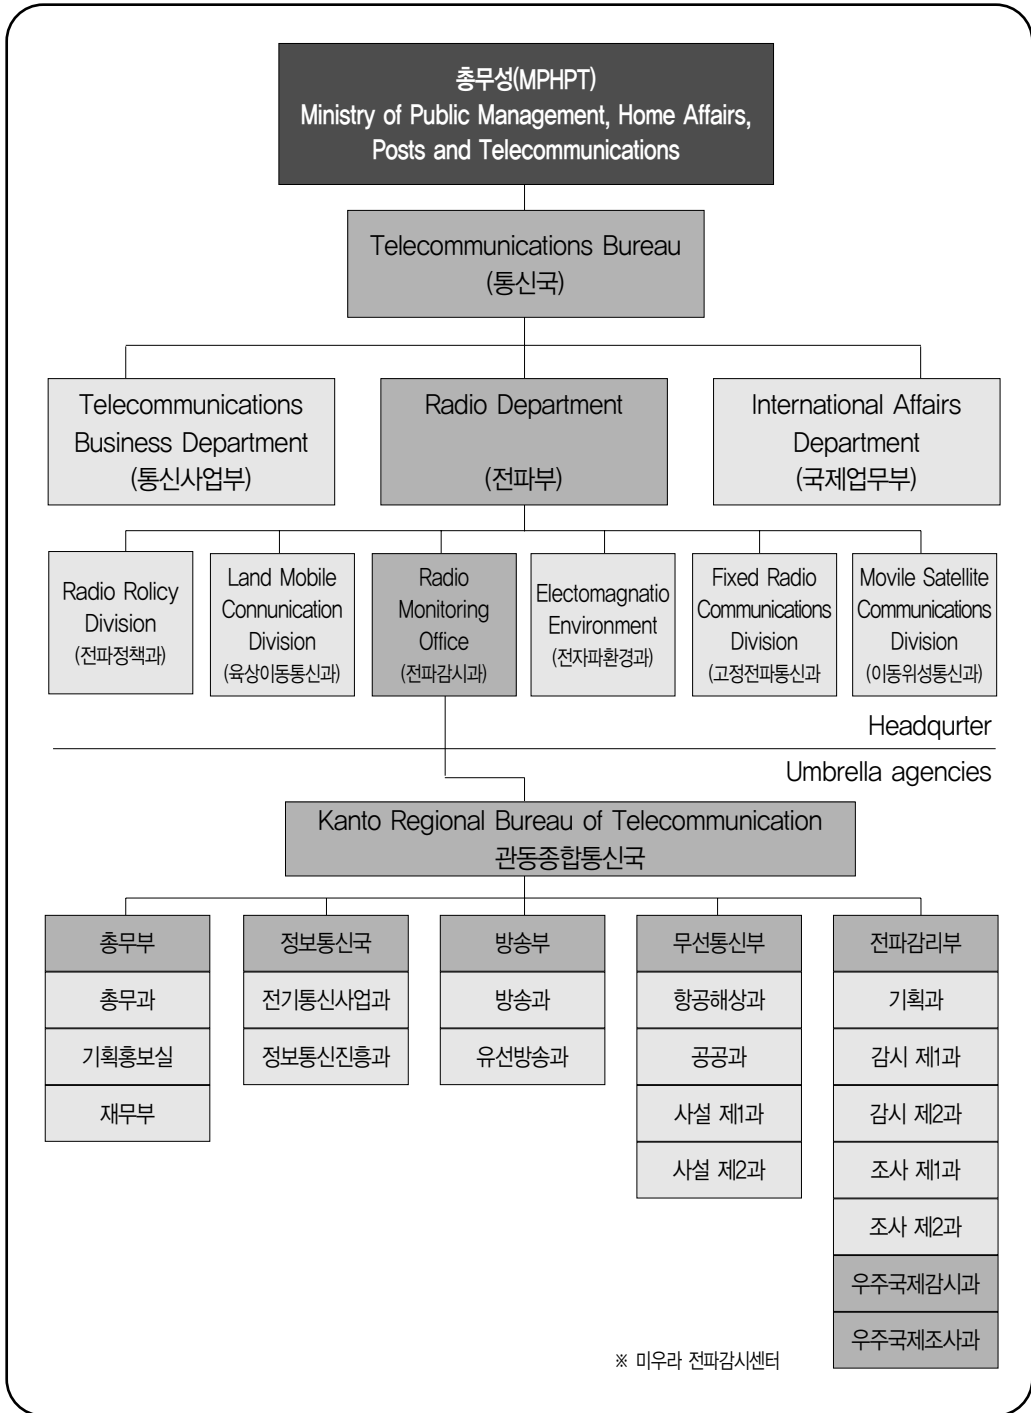 총무성(MPHPT)
Ministry of Public Management, Home Affairs,
Posts and Telecommunications
Telecommunications Bureau
(통신국)
Telecommunications
Business Department
(통신사업부)
Radio Department
(전파부)
International Affairs
Department
(국제업무부)
Radio Rolicy
Division
(전파정책과)
Land Mobile
Connunication
Division
(육상이동통신과)
Radio
Monitoring
Office
(전파감시과)
Electomagnatio
Environment
(전자파환경과)
Fixed Radio
Communications
Division
(고정전파통신과
Movile Satellite
Communications
Division
(이동위성통신과)
Headqurter
Umbrella agencies
Kanto Regional Bureau of Telecommunication
관동종합통신국
총무부
총무과
기획홍보실
재무부
정보통신국
전기통신사업과
정보통신진흥과
방송부
방송과
유선방송과
무선통신부
항공해상과
공공과
사설 제1과
사설 제2과
전파감리부
기획과
감시 제1과
감시 제2과
조사 제1과
조사 제2과
우주국제감시과
우주국제조사과
※ 미우라 전파감시센터